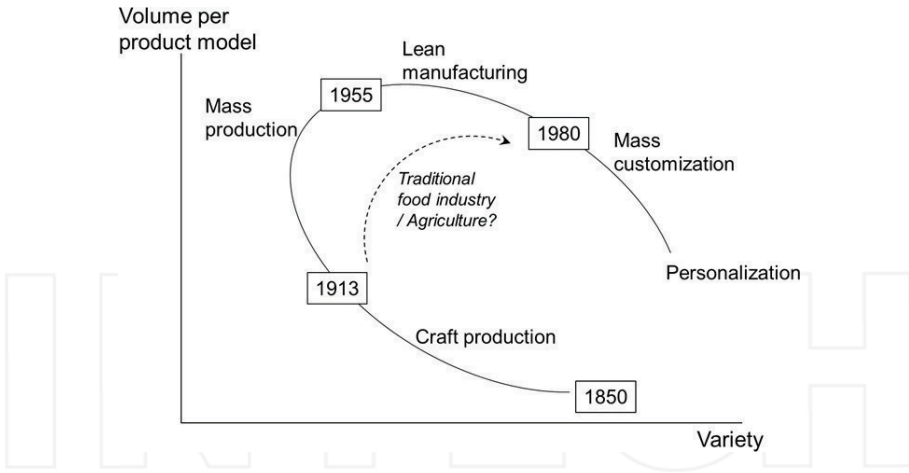 Volume per
product model
Lean
manufacturing
1955
Mass
production
1980
Mass
customization
Traditional
food industry
/ Agriculture?
Personalization
1913
Craft production
1850
Variety
INTECH